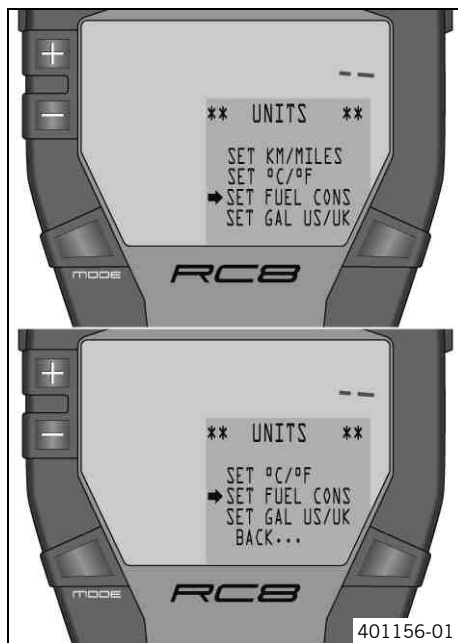 +
--
−
** UNITS **
SET KM/MILES
SET °C/°F
➡SET FUEL CONS
SET GAL US/UK
MODE
RC8
+
--
−
** UNITS **
SET °C/°F
➡SET FUEL CONS
SET GAL US/UK
BACK...
MODE
RC8
401156-01